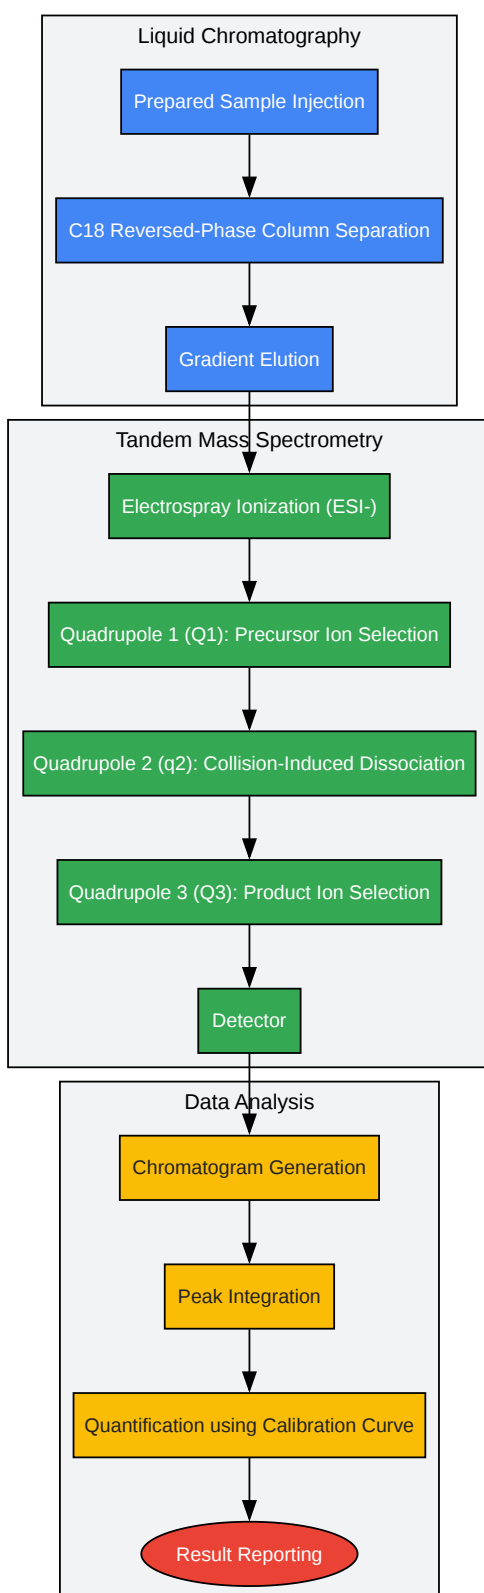 Liquid Chromatography
Prepared Sample Injection
C18 Reversed-Phase Column Separation
Gradient Elution
Tandem Mass Spectrometry
Electrospray Ionization (ESI-)
Quadrupole 1 (Q1): Precursor Ion Selection
Quadrupole 2 (q2): Collision-Induced Dissociation
Quadrupole 3 (Q3): Product Ion Selection
Detector
Data Analysis
Chromatogram Generation
Peak Integration
Quantification using Calibration Curve
Result Reporting